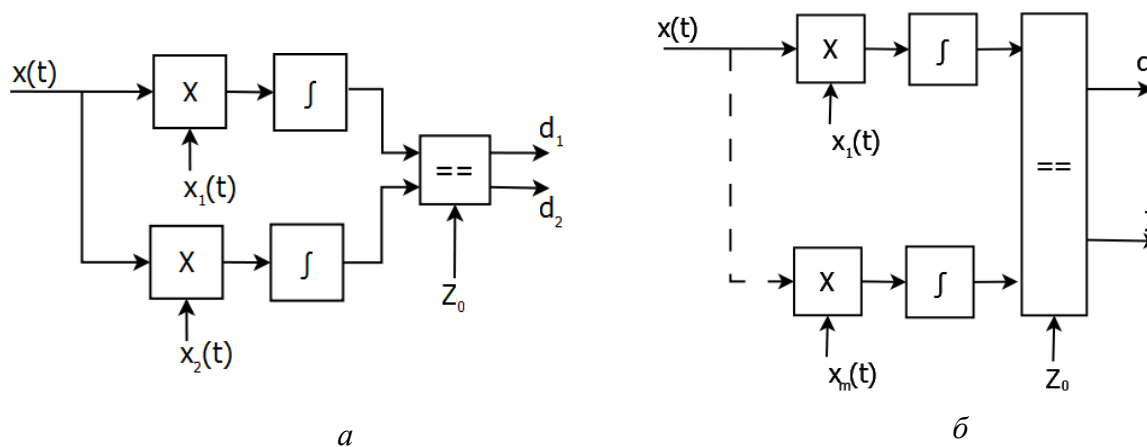 x(t)
X
∫
x₁(t)
==
d₁
d₂
X
∫
x₂(t)
Z₀
а
x(t)
X
∫
x₁(t)
==
X
∫
xₘ(t)
Z₀
б